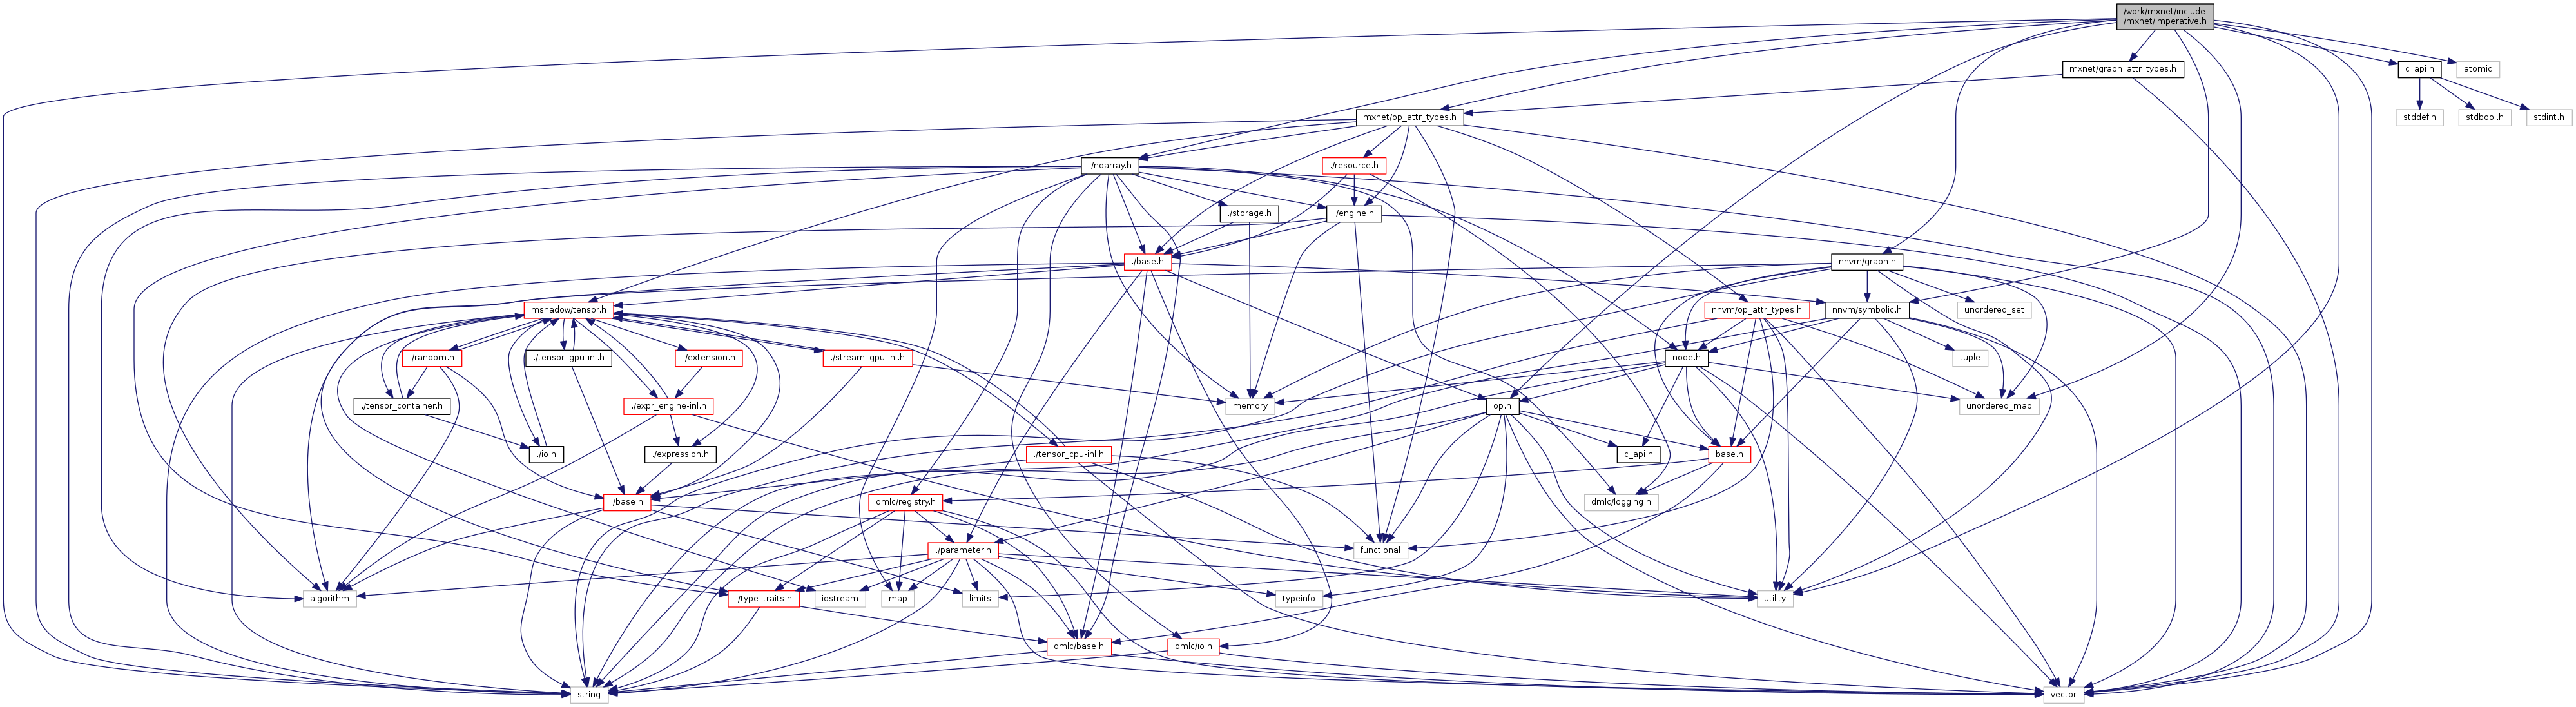 /work/mxnet/include
/mxnet/imperative.h
mxnet/graph_attr_types.h
c_api.h
atomic
mxnet/op_attr_types.h
stddef.h
stdbool.h
stdint.h
./ndarray.h
./resource.h
./storage.h
./engine.h
./base.h
nnvm/graph.h
mshadow/tensor.h
nnvm/op_attr_types.h
nnvm/symbolic.h
unordered_set
./random.h
./tensor_gpu-inl.h
./extension.h
./stream_gpu-inl.h
node.h
tuple
./tensor_container.h
./expr_engine-inl.h
memory
op.h
unordered_map
./io.h
./expression.h
./tensor_cpu-inl.h
c_api.h
base.h
./base.h
dmlc/registry.h
dmlc/logging.h
./parameter.h
functional
algorithm
./type_traits.h
iostream
map
limits
typeinfo
utility
dmlc/base.h
dmlc/io.h
string
vector